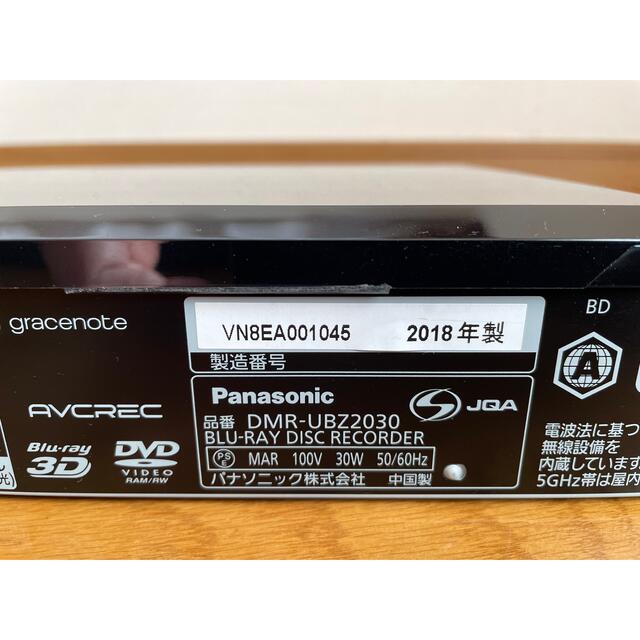 gracenote
VN8EA001045 2018年製
製造番号
BD
AVCREC
Panasonic
品番 DMR-UBZ2030
BLU-RAY DISC RECORDER
PS E MAR 100V 30W 50/60Hz
パナソニック株式会社 中国製
S JQA
Blu-ray
3D
DVD
VIDEO
RAM/RW
光
A
電波法に基づ
無線設備を
内蔵しています
5GHz帯は屋内